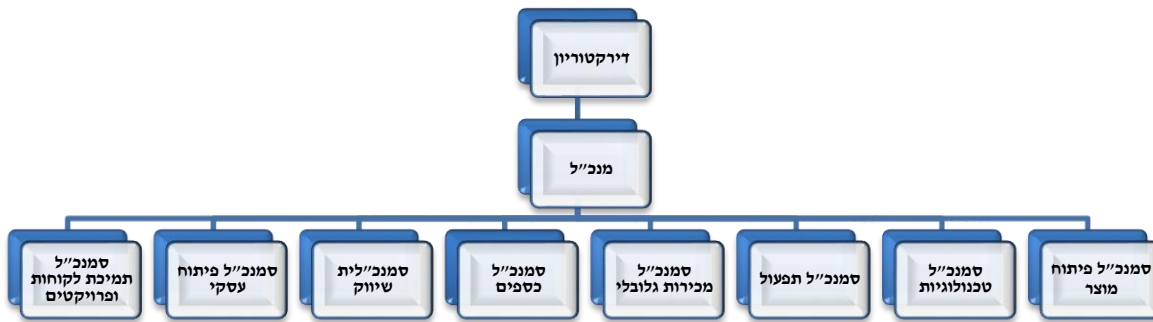 דירקטוריון
מנכ"ל
סמנכ"ל פיתוח
מוצר
סמנכ"ל
טכנולוגיות
סמנכ"ל תפעול
סמנכ"ל
מכירות גלובלי
סמנכ"ל
כספים
סמנכ"לית
שיווק
סמנכ"ל פיתוח
עסקי
סמנכ"ל
תמיכת לקוחות
ופרויקטים